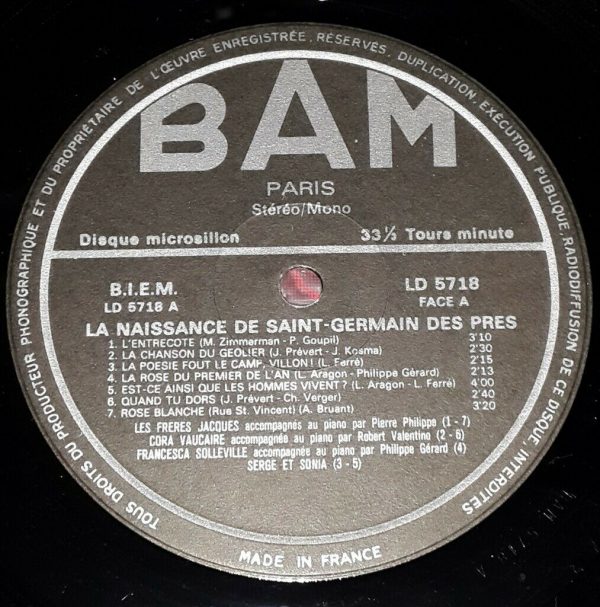 TOUS DROITS DU PRODUCTEUR PHONOGRAPHIQUE ET DU PROPRIÉTAIRE DE L'ŒUVRE ENREGISTRÉE, RÉSERVÉS, DUPLICATION, EXÉCUTION PUBLIQUE, RADIODIFFUSION DE CE DISQUE, INTERDITES
BAM
PARIS
Stéréo/Mono
Disque microsillon 33⅓ Tours minute
B.I.E.M. LD 5718
LD 5718 A FACE A
LA NAISSANCE DE SAINT-GERMAIN DES PRES
1. L'ENTRECOTE (M. Zimmerman - P. Goupil) 3'10
2. LA CHANSON DU GEOLIER (J. Prévert - J. Kosma) 2'30
3. LA POESIE FOUT LE CAMP, VILLON ! (L. Ferré) 2'15
4. LA ROSE DU PREMIER DE L'AN (L. Aragon - Philippe Gérard) 2'13
5. EST-CE AINSI QUE LES HOMMES VIVENT ? (L. Aragon - L. Ferré) 4'00
6. QUAND TU DORS (J. Prévert - Ch. Verger) 2'40
7. ROSE BLANCHE (Rue St. Vincent) (A. Bruant) 3'20
LES FRERES JACQUES accompagnés au piano par Pierre Philippe (1 - 7)
CORA VAUCAIRE accompagnée au piano par Robert Valentino (2 - 6)
FRANCESCA SOLLEVILLE accompagnée au piano par Philippe Gérard (4)
SERGE ET SONIA (3 - 5)
MADE IN FRANCE